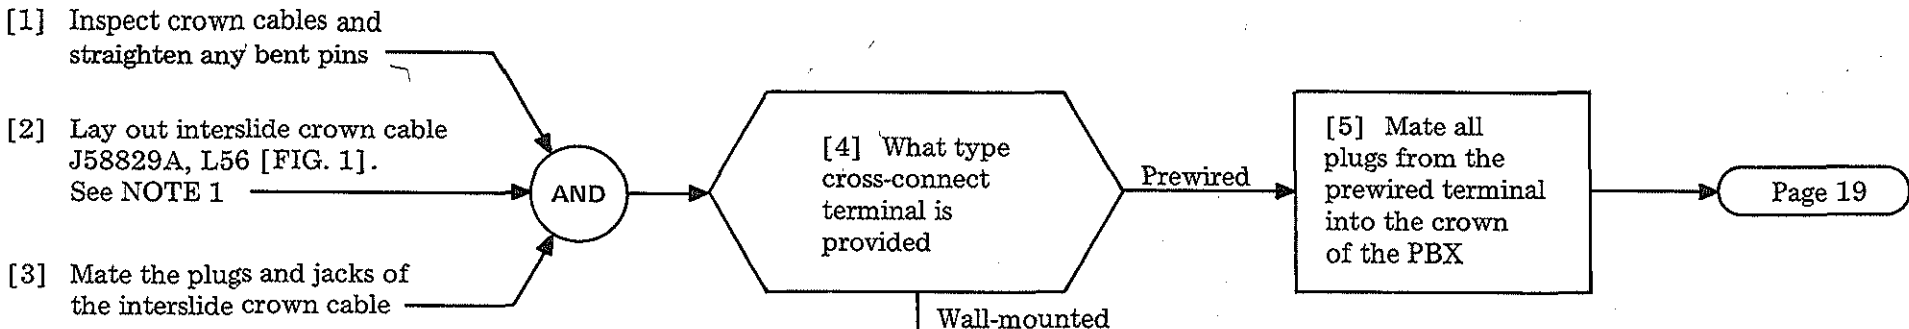 [1] Inspect crown cables and
straighten any bent pins
[2] Lay out interslide crown cable
J58829A, L56 [FIG. 1].
See NOTE 1
[3] Mate the plugs and jacks of
the interslide crown cable
AND
[4] What type
cross-connect
terminal is
provided
Prewired
Wall-mounted
[5] Mate all
plugs from the
prewired terminal
into the crown
of the PBX
Page 19